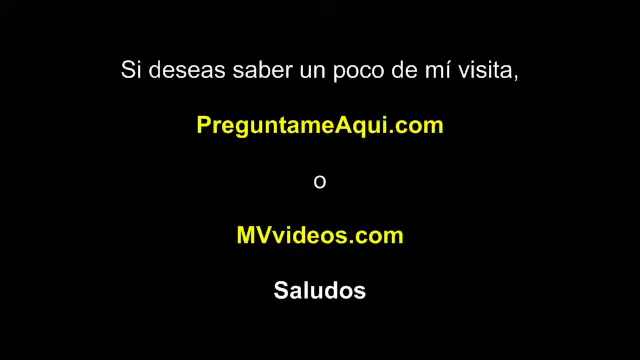 Si deseas saber un poco de mí visita,
PreguntameAqui.com
o
MVvideos.com
Saludos